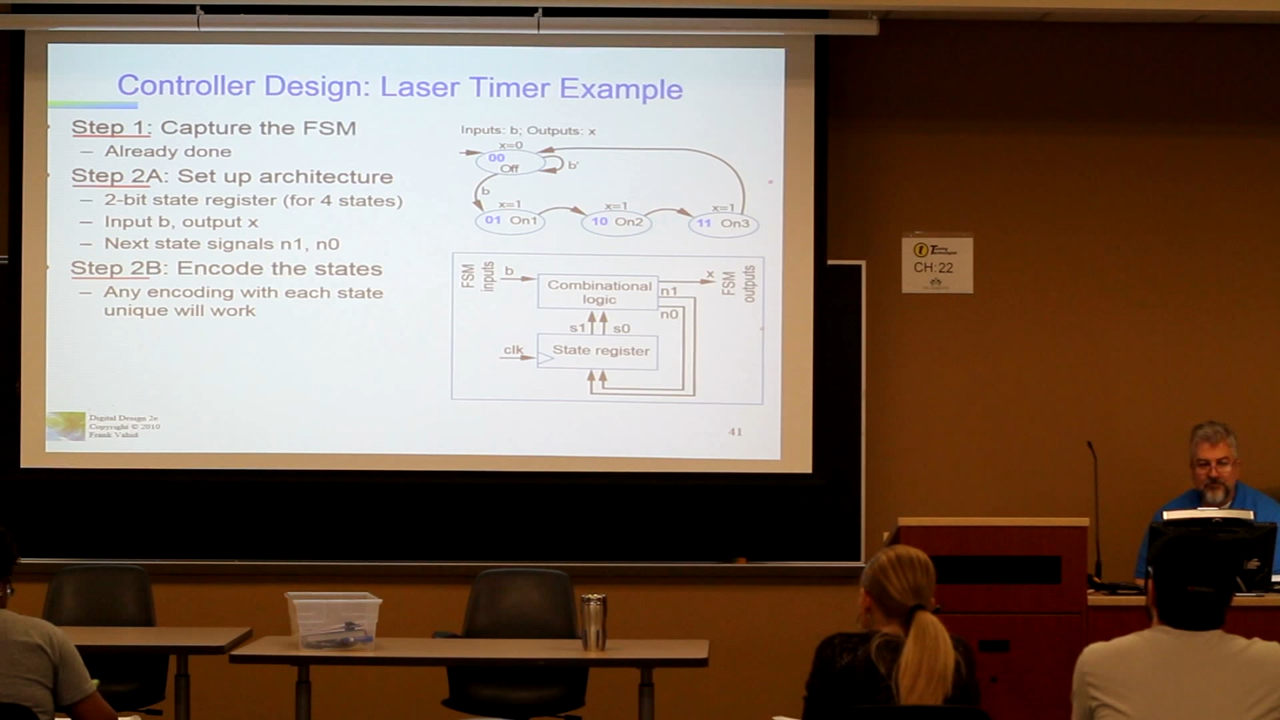 Controller Design: Laser Timer Example
Step 1: Capture the FSM
– Already done
Step 2A: Set up architecture
– 2-bit state register (for 4 states)
– Input b, output x
– Next state signals n1, n0
Step 2B: Encode the states
– Any encoding with each state
unique will work
Inputs: b; Outputs: x
x=0
00
Off
b'
b
x=1
01 On1
x=1
10 On2
x=1
11 On3
FSM
inputs
b
Combinational
logic
x
FSM
outputs
n1
n0
s1
s0
clk
State register
Digital Design 2e
Copyright © 2010
Frank Vahid
41
CH:22